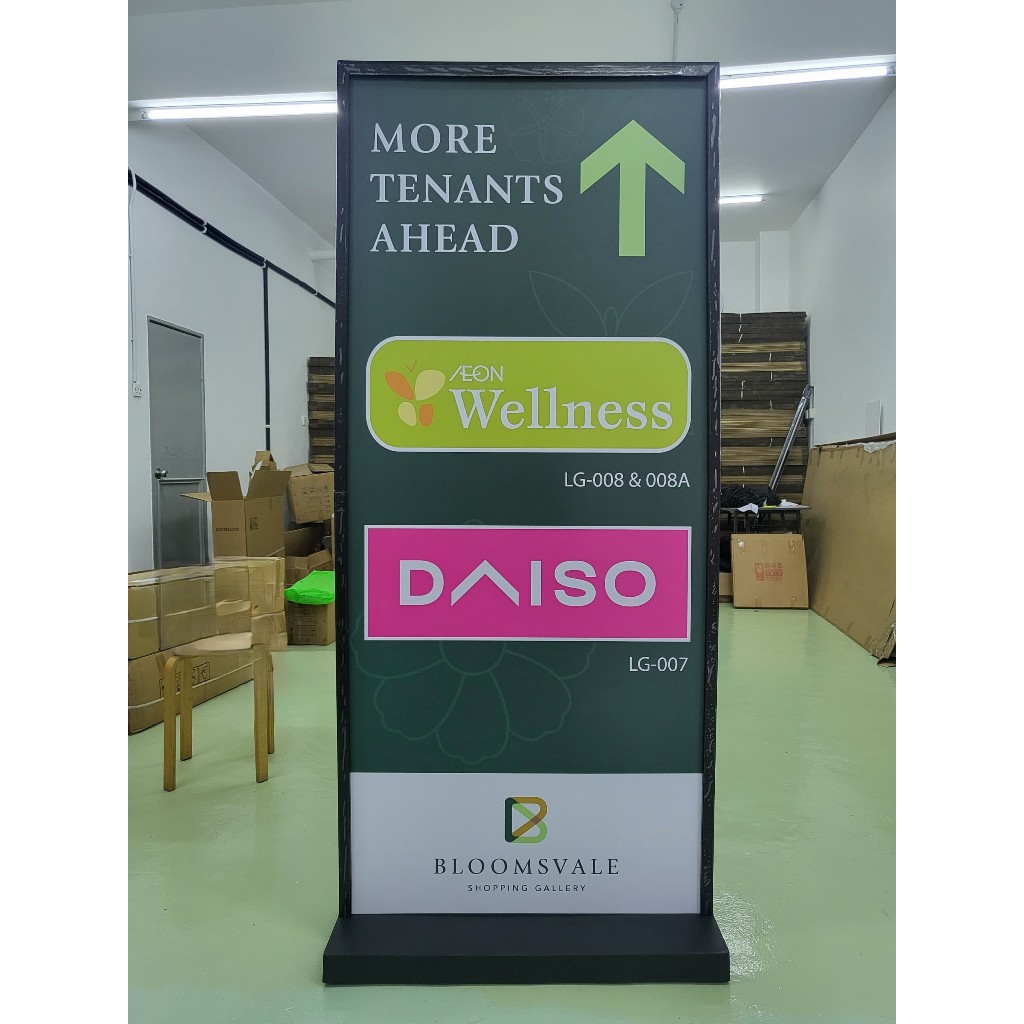 MORE
TENANTS
AHEAD
ÆON
Wellness
LG-008 & 008A
DAISO
LG-007
BLOOMSVALE
SHOPPING GALLERY